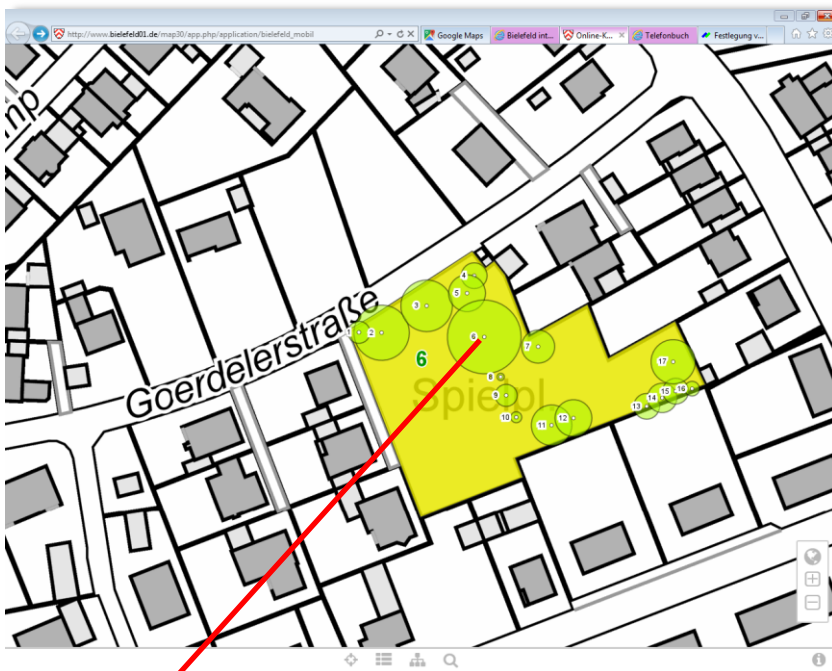 http://www.bielefeld01.de/map30/app.php/application/bielefeld_mobil
Google Maps
Bielefeld int...
Online-K...
Telefonbuch
Festlegung v...
mp
Goerdelerstraße
Spielpl
6
1
2
3
4
5
6
7
8
9
10
11
12
13
14
15
16
17